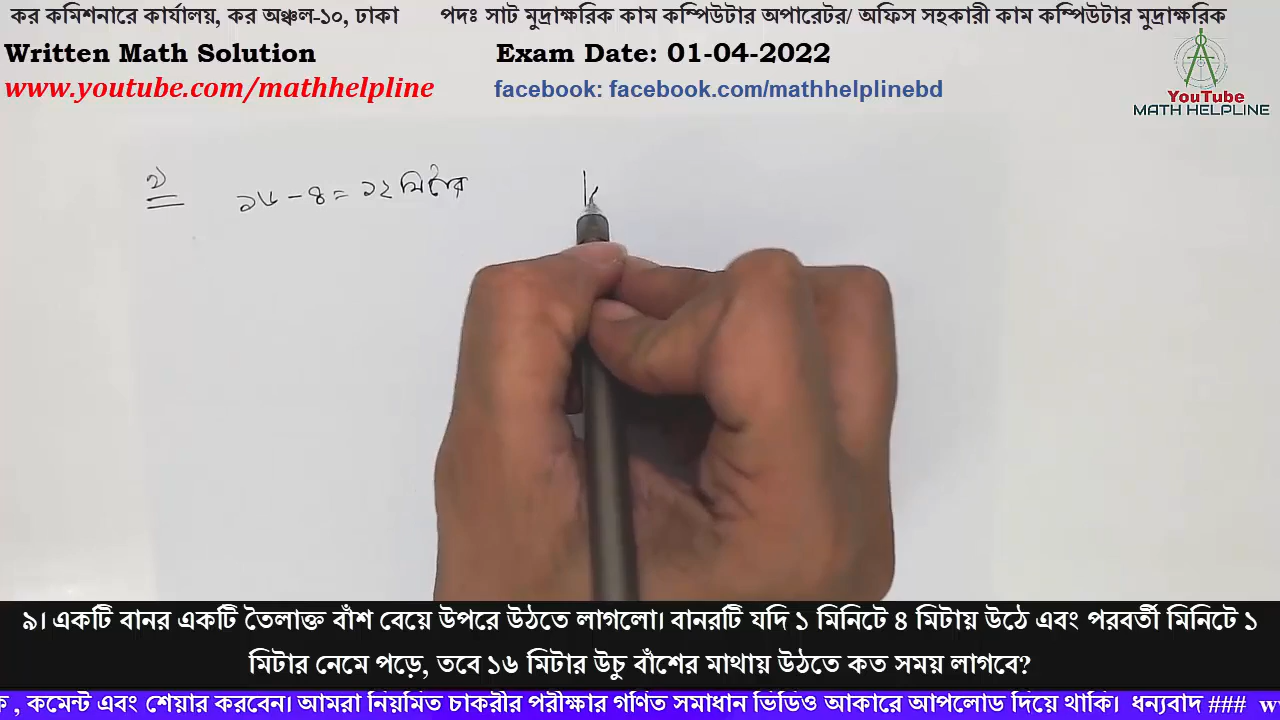 কর কমিশনারে কার্যালয়, কর অঞ্চল-১০, ঢাকা পদঃ সাট মুদ্রাক্ষরিক কাম কম্পিউটার অপারেটর/ অফিস সহকারী কাম কম্পিউটার মুদ্রাক্ষরিক
Written Math Solution Exam Date: 01-04-2022
www.youtube.com/mathhelpline facebook: facebook.com/mathhelplinebd
YouTube
MATH HELPLINE
৯ ১৬ - ৪ = ১২ মিটার
৯। একটি বানর একটি তৈলাক্ত বাঁশ বেয়ে উপরে উঠতে লাগলো। বানরটি যদি ১ মিনিটে ৪ মিটায় উঠে এবং পরবর্তী মিনিটে ১
মিটার নেমে পড়ে, তবে ১৬ মিটার উচু বাঁশের মাথায় উঠতে কত সময় লাগবে?
, কমেন্ট এবং শেয়ার করবেন। আমরা নিয়মিত চাকরীর পরীক্ষার গণিত সমাধান ভিডিও আকারে আপলোড দিয়ে থাকি। ধন্যবাদ ###